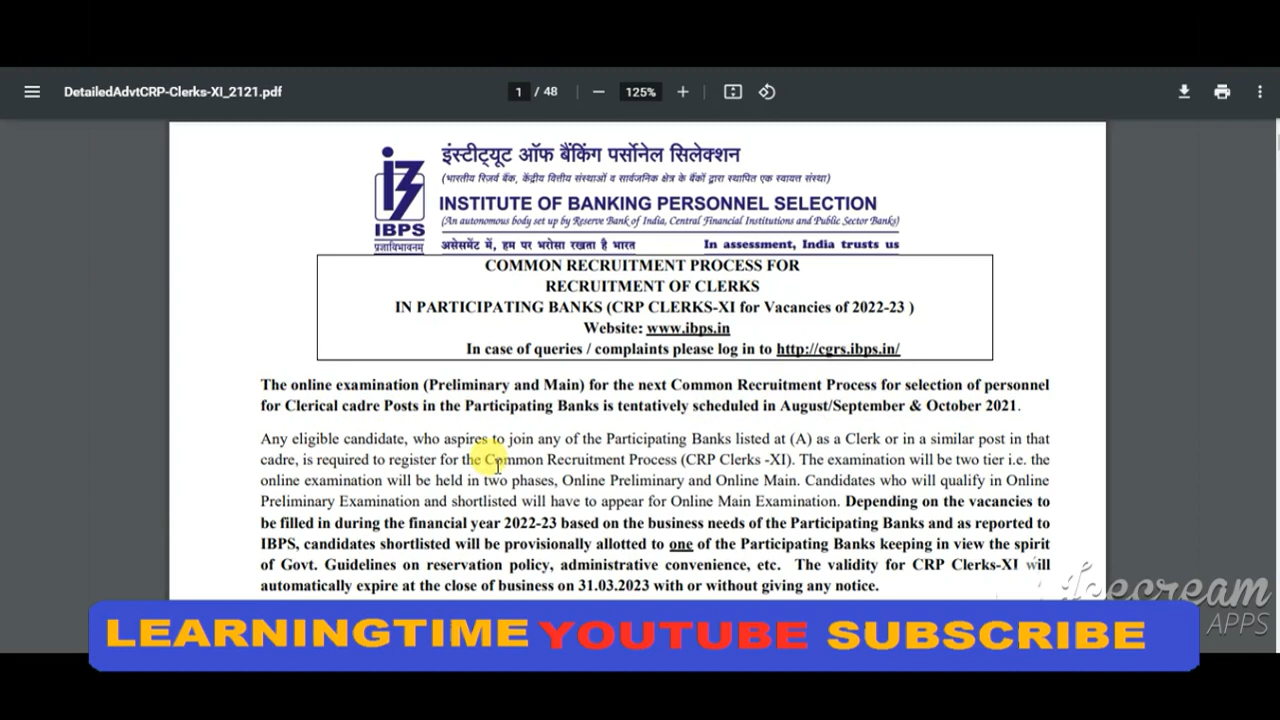 DetailedAdvtCRP-Clerks-XI_2121.pdf
1 / 48
125%
इंस्टीट्यूट ऑफ बैंकिंग पर्सोनेल सिलेक्शन
(भारतीय रिजर्व बैंक, केंद्रीय वित्तीय संस्थाओं व सार्वजनिक क्षेत्र के बैंकों द्वारा स्थापित एक स्वायत संस्था)
INSTITUTE OF BANKING PERSONNEL SELECTION
(An autonomous body set up by Reserve Bank of India, Central Financial Institutions and Public Sector Banks)
IBPS
प्रज्ञाविभावनम्
असेसमेंट में, हम पर भरोसा रखता है भारत In assessment, India trusts us
COMMON RECRUITMENT PROCESS FOR
RECRUITMENT OF CLERKS
IN PARTICIPATING BANKS (CRP CLERKS-XI for Vacancies of 2022-23 )
Website: www.ibps.in
In case of queries / complaints please log in to http://cgrs.ibps.in/
The online examination (Preliminary and Main) for the next Common Recruitment Process for selection of personnel
for Clerical cadre Posts in the Participating Banks is tentatively scheduled in August/September & October 2021.
Any eligible candidate, who aspires to join any of the Participating Banks listed at (A) as a Clerk or in a similar post in that
cadre, is required to register for the Common Recruitment Process (CRP Clerks -XI). The examination will be two tier i.e. the
online examination will be held in two phases, Online Preliminary and Online Main. Candidates who will qualify in Online
Preliminary Examination and shortlisted will have to appear for Online Main Examination. Depending on the vacancies to
be filled in during the financial year 2022-23 based on the business needs of the Participating Banks and as reported to
IBPS, candidates shortlisted will be provisionally allotted to one of the Participating Banks keeping in view the spirit
of Govt. Guidelines on reservation policy, administrative convenience, etc. The validity for CRP Clerks-XI will
automatically expire at the close of business on 31.03.2023 with or without giving any notice.
Icecream
APPS
LEARNINGTIME YOUTUBE SUBSCRIBE